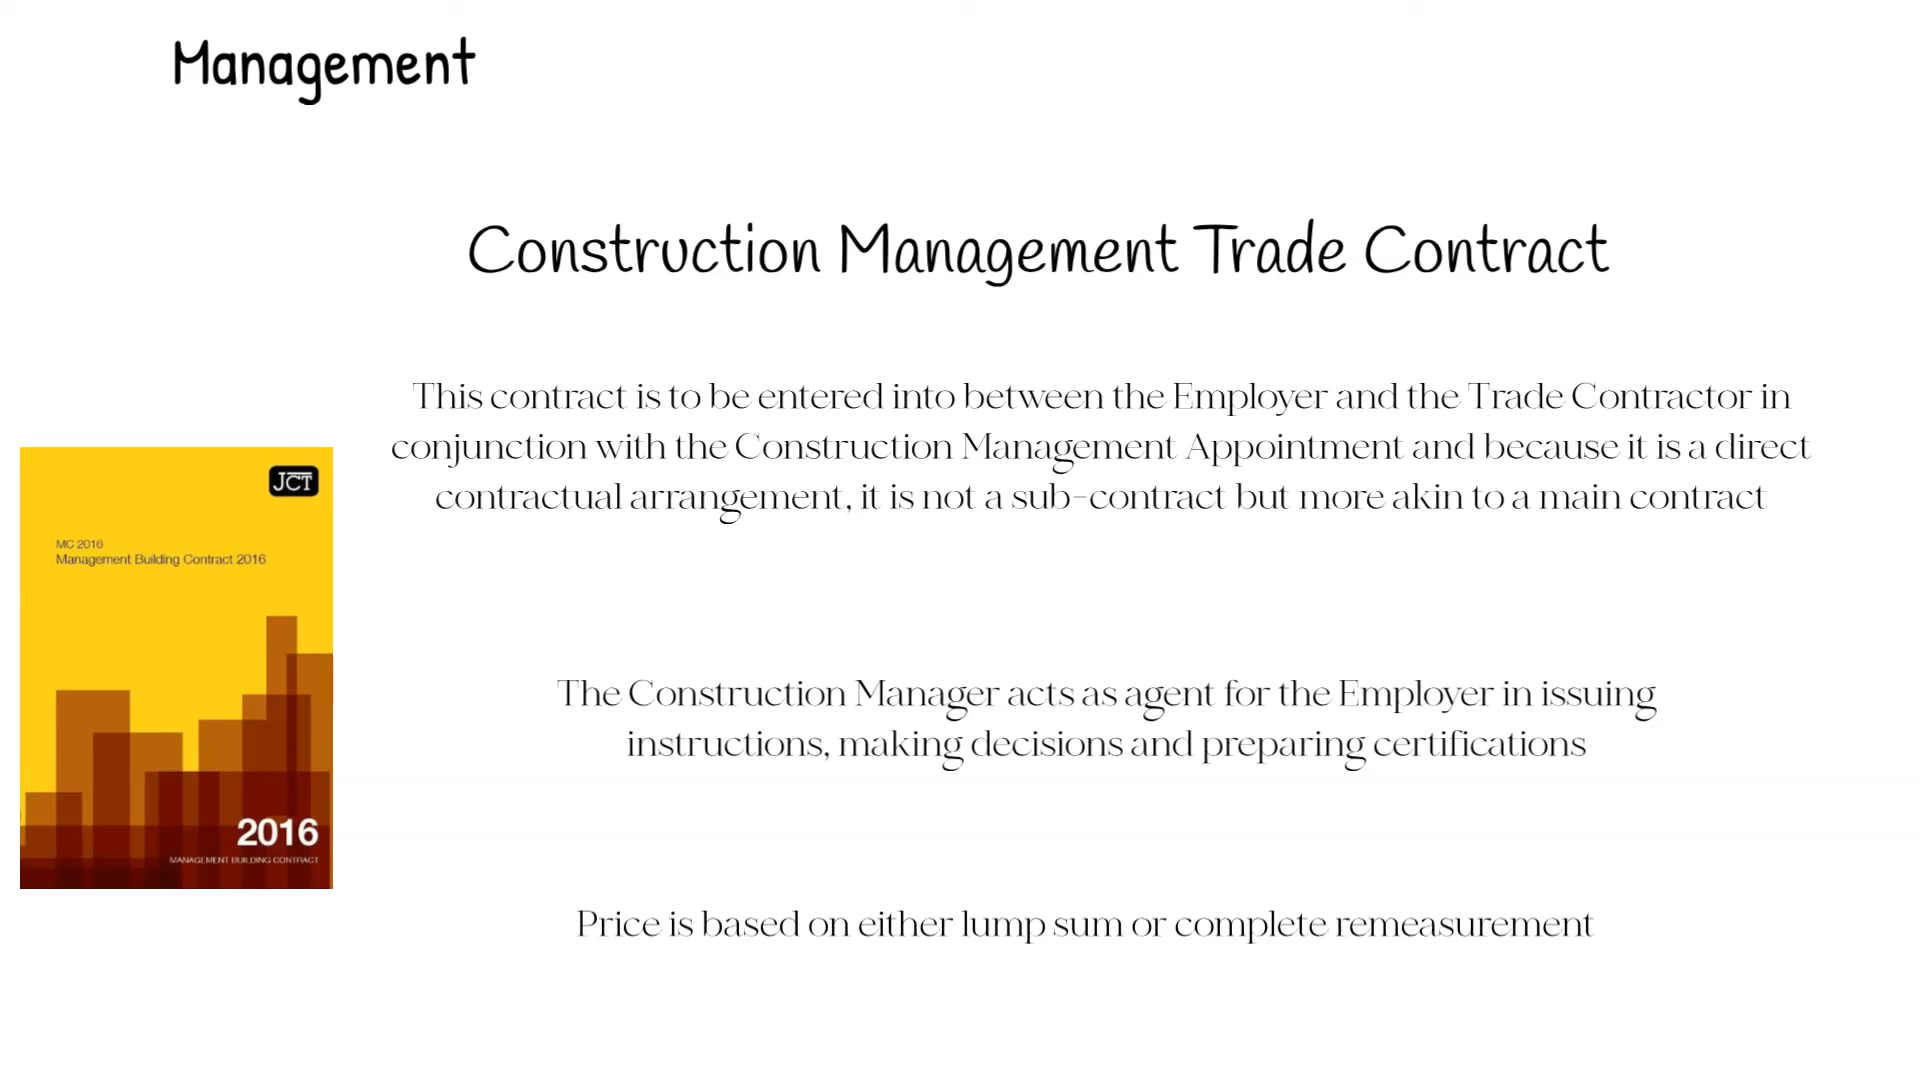 Management
Construction Management Trade Contract
This contract is to be entered into between the Employer and the Trade Contractor in
conjunction with the Construction Management Appointment and because it is a direct
contractual arrangement, it is not a sub-contract but more akin to a main contract
JCT
MC 2016
Management Building Contract 2016
The Construction Manager acts as agent for the Employer in issuing
instructions, making decisions and preparing certifications
2016
MANAGEMENT BUILDING CONTRACT
Price is based on either lump sum or complete remeasurement